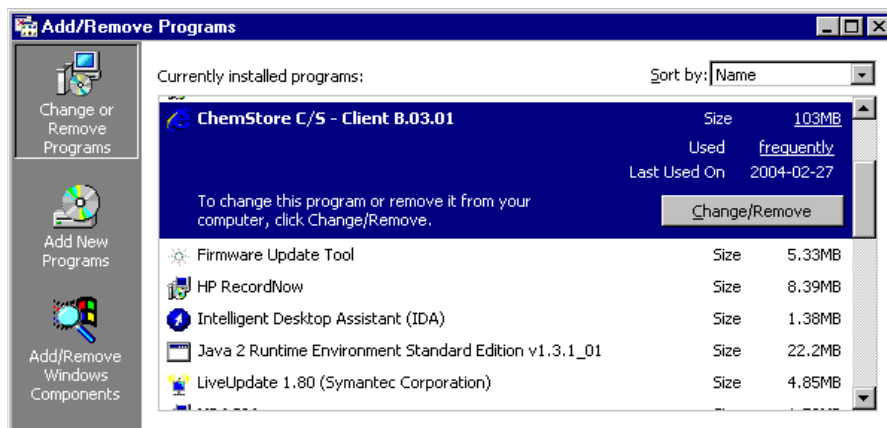 Add/Remove Programs
Change or
Remove
Programs
Add New
Programs
Add/Remove
Windows
Components
Currently installed programs:
Sort by: Name
ChemStore C/S - Client B.03.01 Size 103MB
Used frequently
Last Used On 2004-02-27
To change this program or remove it from your
computer, click Change/Remove.
Change/Remove
Firmware Update Tool Size 5.33MB
HP RecordNow Size 8.39MB
Intelligent Desktop Assistant (IDA) Size 1.38MB
Java 2 Runtime Environment Standard Edition v1.3.1_01 Size 22.2MB
LiveUpdate 1.80 (Symantec Corporation) Size 4.85MB